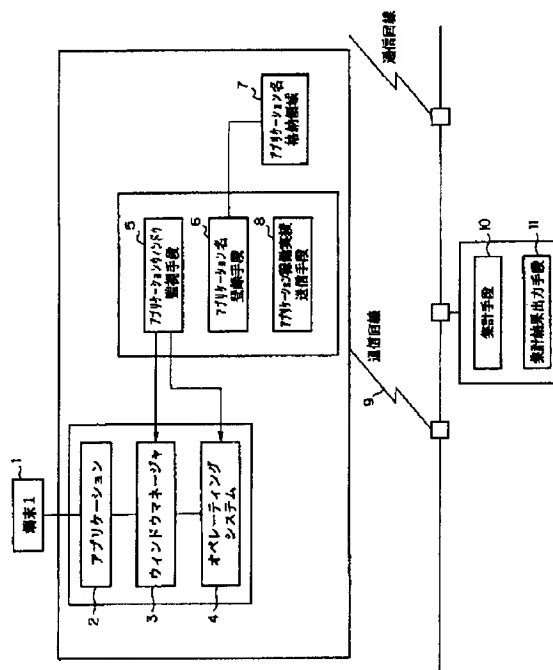 端末1
1
アプリケーション
2
ウィンドウマネージャ
3
オペレーティング
システム
4
アプリケーションウィンドウ
監視手段
5
アプリケーション名
登録手段
6
アプリケーション名
格納領域
7
アプリケーション稼働実績
送信手段
8
通信回線
9
通信回線
集計手段
10
集計結果出力手段
11